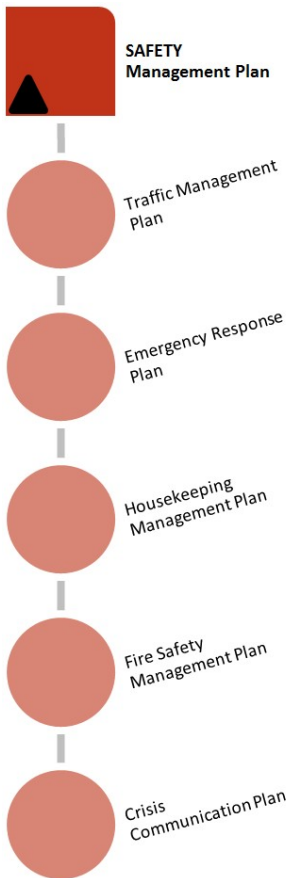 SAFETY
Management Plan
Traffic Management
Plan
Emergency Response
Plan
Housekeeping
Management Plan
Fire Safety
Management Plan
Crisis
Communication Plan